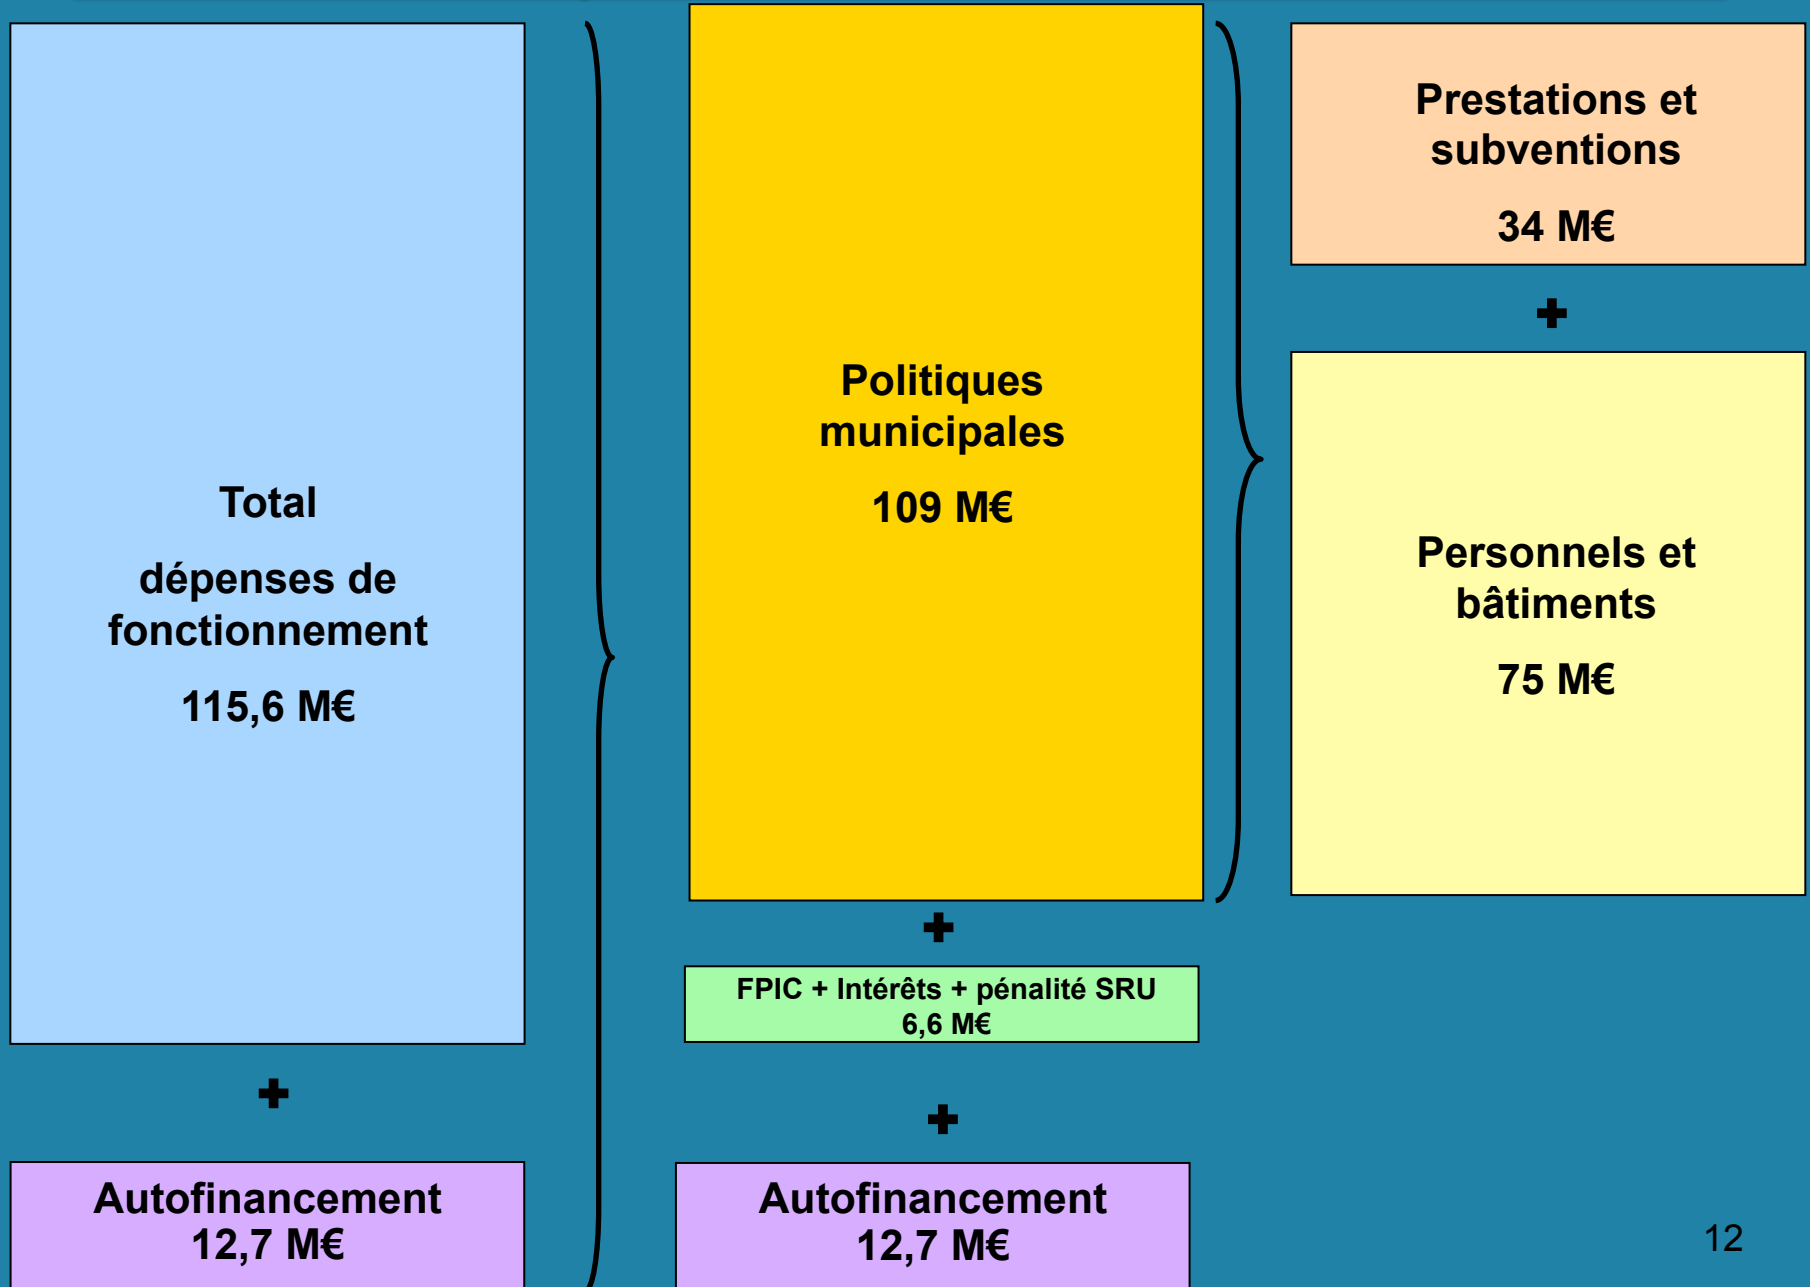 Total
dépenses de
fonctionnement
115,6 M€
+
Autofinancement
12,7 M€
Politiques
municipales
109 M€
+
FPIC + Intérêts + pénalité SRU
6,6 M€
+
Autofinancement
12,7 M€
Prestations et
subventions
34 M€
+
Personnels et
bâtiments
75 M€
12